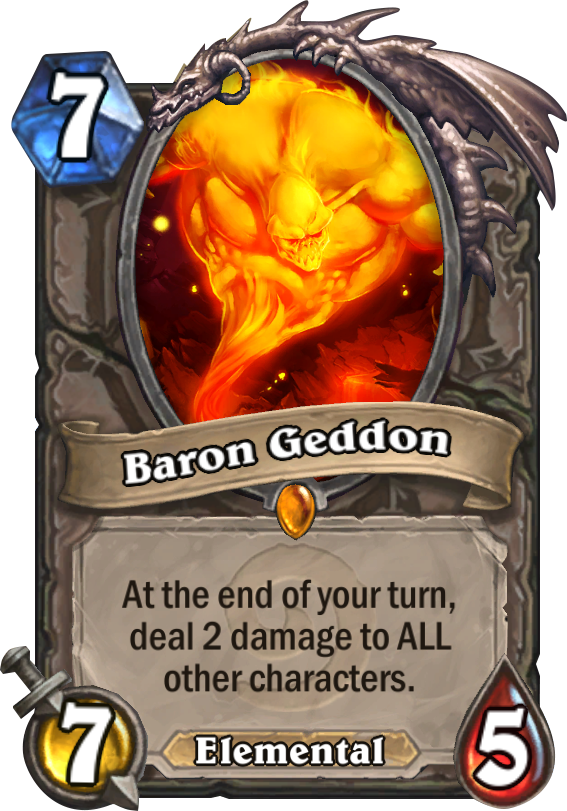 7
Baron Geddon
At the end of your turn,
deal 2 damage to ALL
other characters.
7
Elemental
5